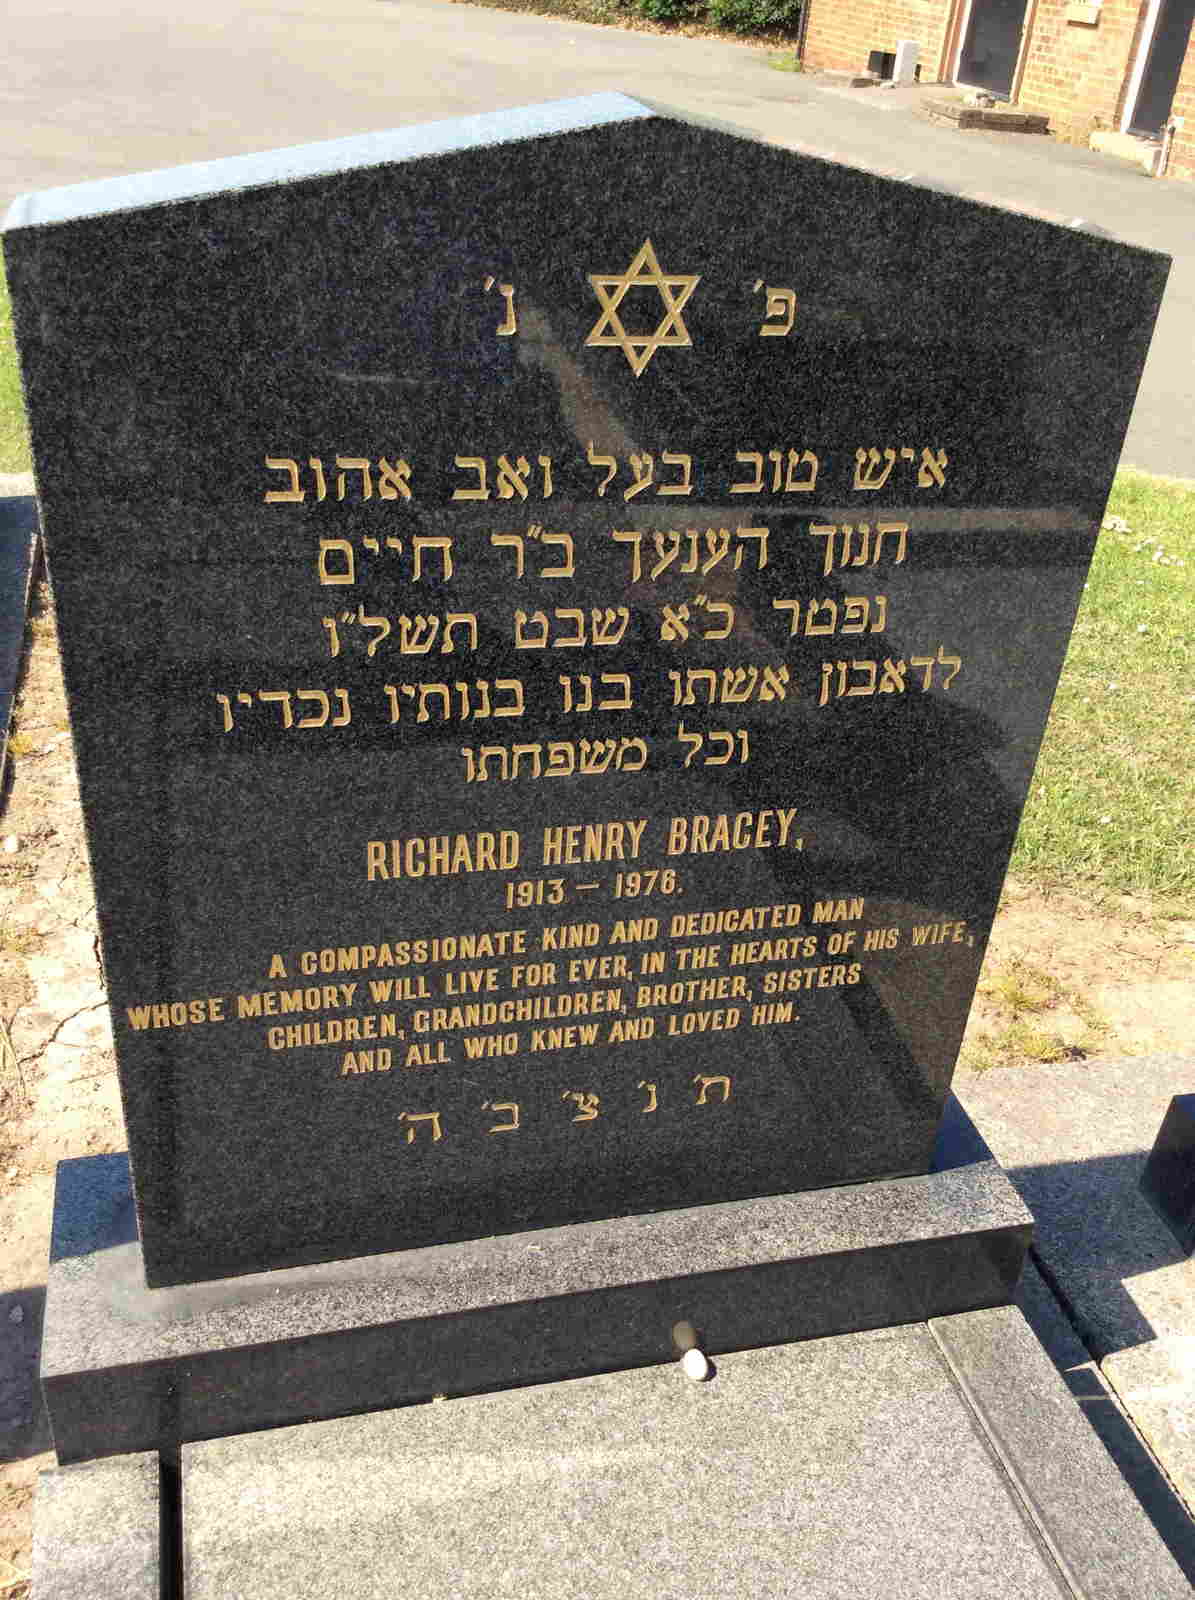 פ׳ נ׳
איש טוב בעל ואב אהוב
חנוך הענעך ב״ר חיים
נפטר כ״א שבט תשל״ו
לדאבון אשתו בנו בנותיו נכדיו
וכל משפחתו
RICHARD HENRY BRACEY,
1913 – 1976.
A COMPASSIONATE KIND AND DEDICATED MAN
WHOSE MEMORY WILL LIVE FOR EVER, IN THE HEARTS OF HIS WIFE,
CHILDREN, GRANDCHILDREN, BROTHER, SISTERS
AND ALL WHO KNEW AND LOVED HIM.
ת׳ נ׳ צ׳ ב׳ ה׳